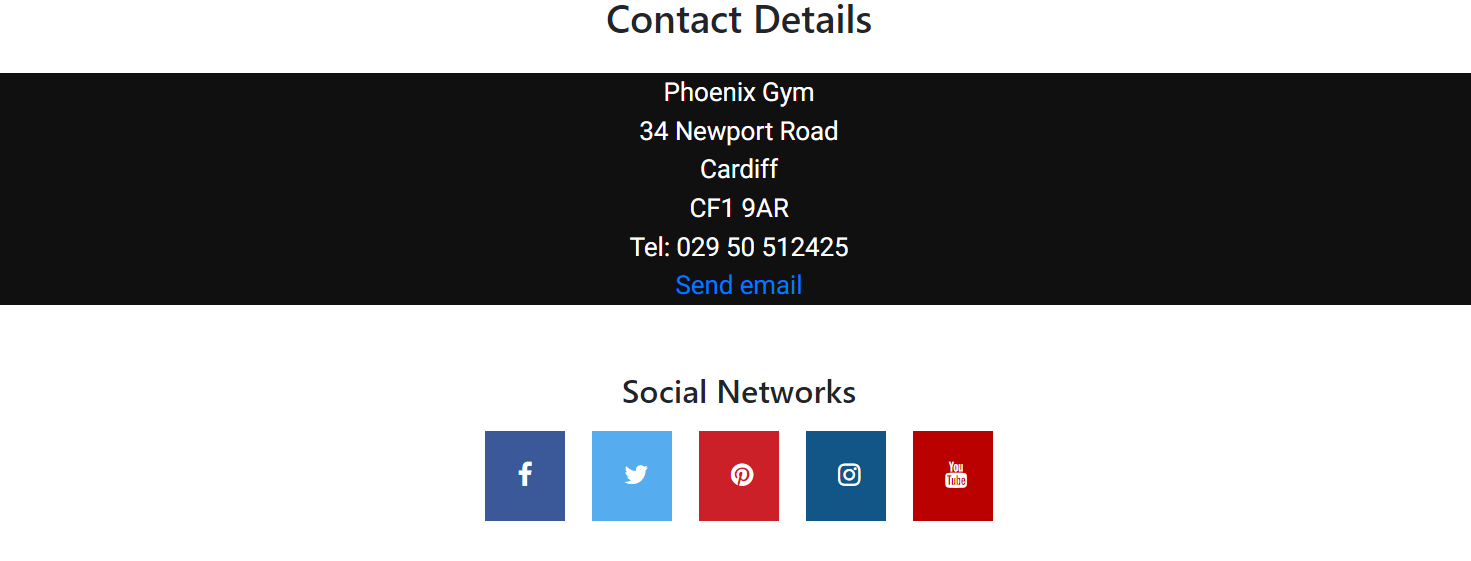 Contact Details
Phoenix Gym
34 Newport Road
Cardiff
CF1 9AR
Tel: 029 50 512425
Send email
Social Networks
You
Tube